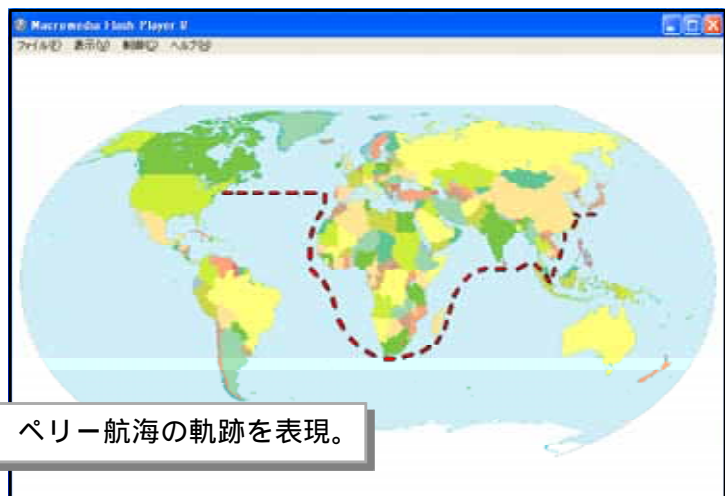 Macromedia Flash Player 8
ファイル(F) 表示(V) 制御(C) ヘルプ(H)
ペリー航海の軌跡を表現。